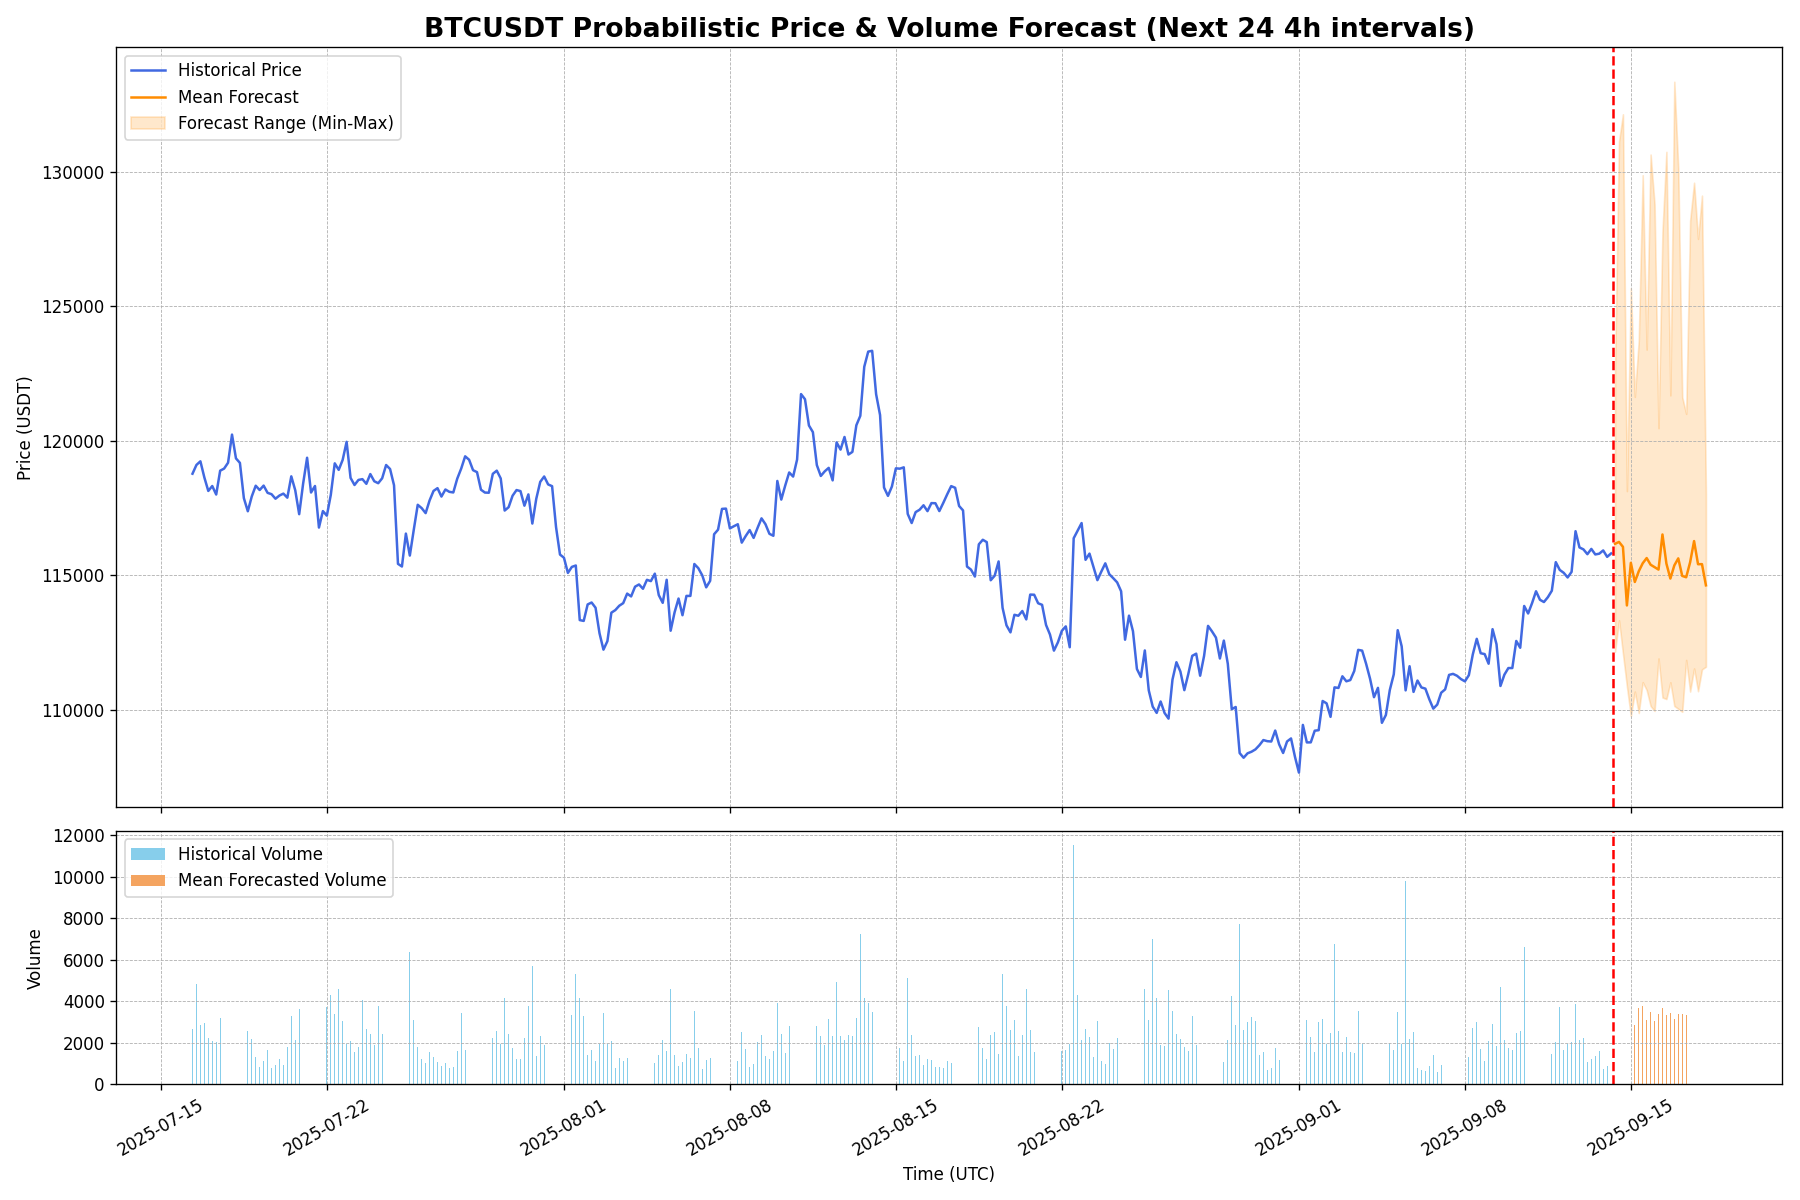 BTCUSDT Probabilistic Price & Volume Forecast (Next 24 4h intervals)
Historical Price
Mean Forecast
Forecast Range (Min-Max)
130000
125000
120000
115000
110000
Price (USDT)
12000
10000
8000
6000
4000
2000
0
Volume
Historical Volume
Mean Forecasted Volume
2025-07-15
2025-07-22
2025-08-01
2025-08-08
2025-08-15
2025-08-22
2025-09-01
2025-09-08
2025-09-15
Time (UTC)